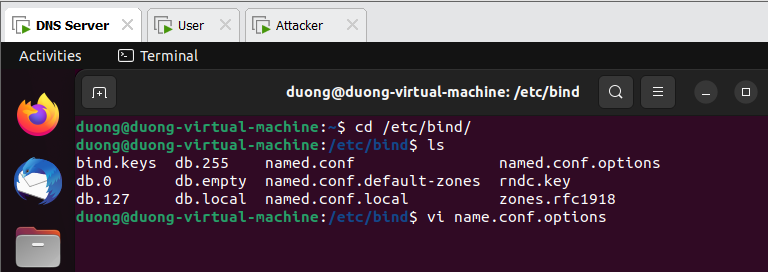 DNS Server × User × Attacker ×
Activities Terminal
duong@duong-virtual-machine: /etc/bind
duong@duong-virtual-machine:~$ cd /etc/bind/
duong@duong-virtual-machine:/etc/bind$ ls
bind.keys db.255 named.conf named.conf.options
db.0 db.empty named.conf.default-zones rndc.key
db.127 db.local named.conf.local zones.rfc1918
duong@duong-virtual-machine:/etc/bind$ vi name.conf.options